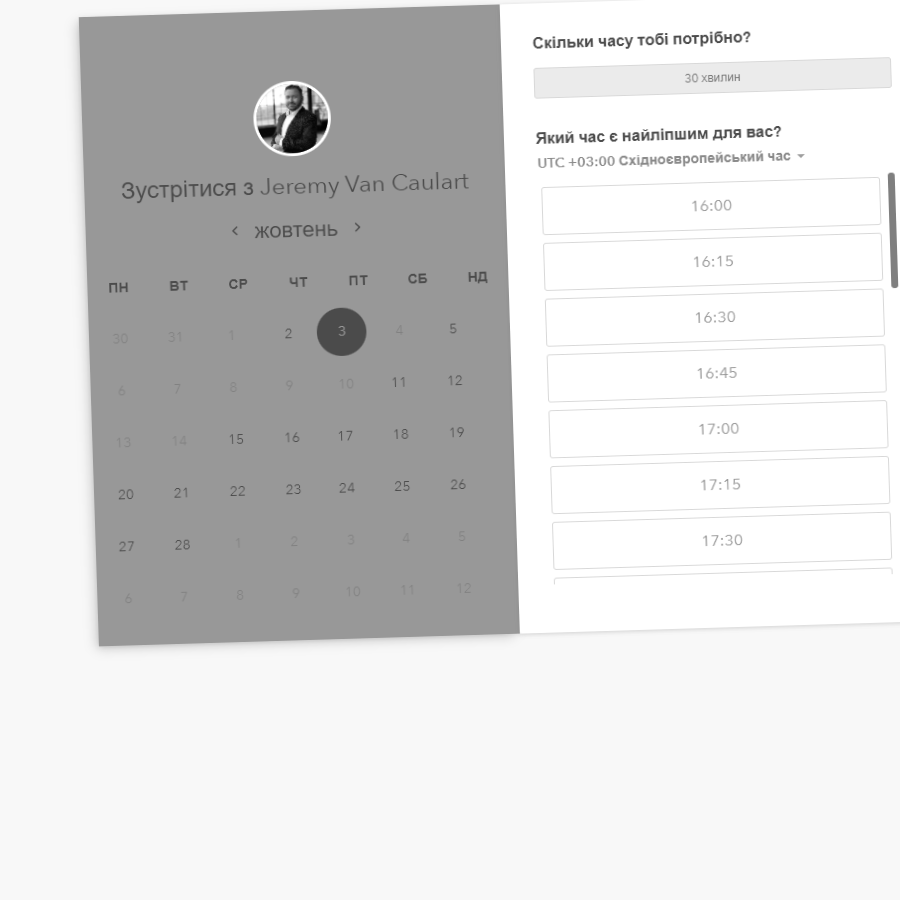 Зустрітися з Jeremy Van Caulart
жовтень
ПН ВТ СР ЧТ ПТ СБ НД
30 31 1 2 3 4 5
6 7 8 9 10 11 12
13 14 15 16 17 18 19
20 21 22 23 24 25 26
27 28 1 2 3 4 5
6 7 8 9 10 11 12
Скільки часу тобі потрібно?
30 хвилин
Який час є найліпшим для вас?
UTC +03:00 Східноєвропейський час
16:00
16:15
16:30
16:45
17:00
17:15
17:30